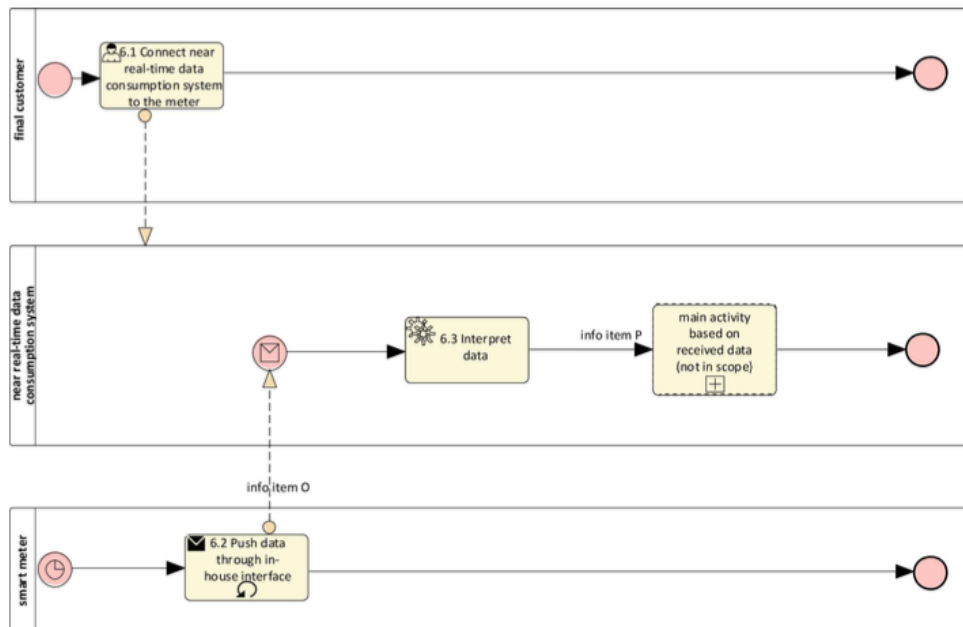 final customer
6.1 Connect near
real-time data
consumption system
to the meter
near real-time data
consumption system
6.3 Interpret
data
info item P
main activity
based on
received data
(not in scope)
info item O
smart meter
6.2 Push data
through in-
house interface